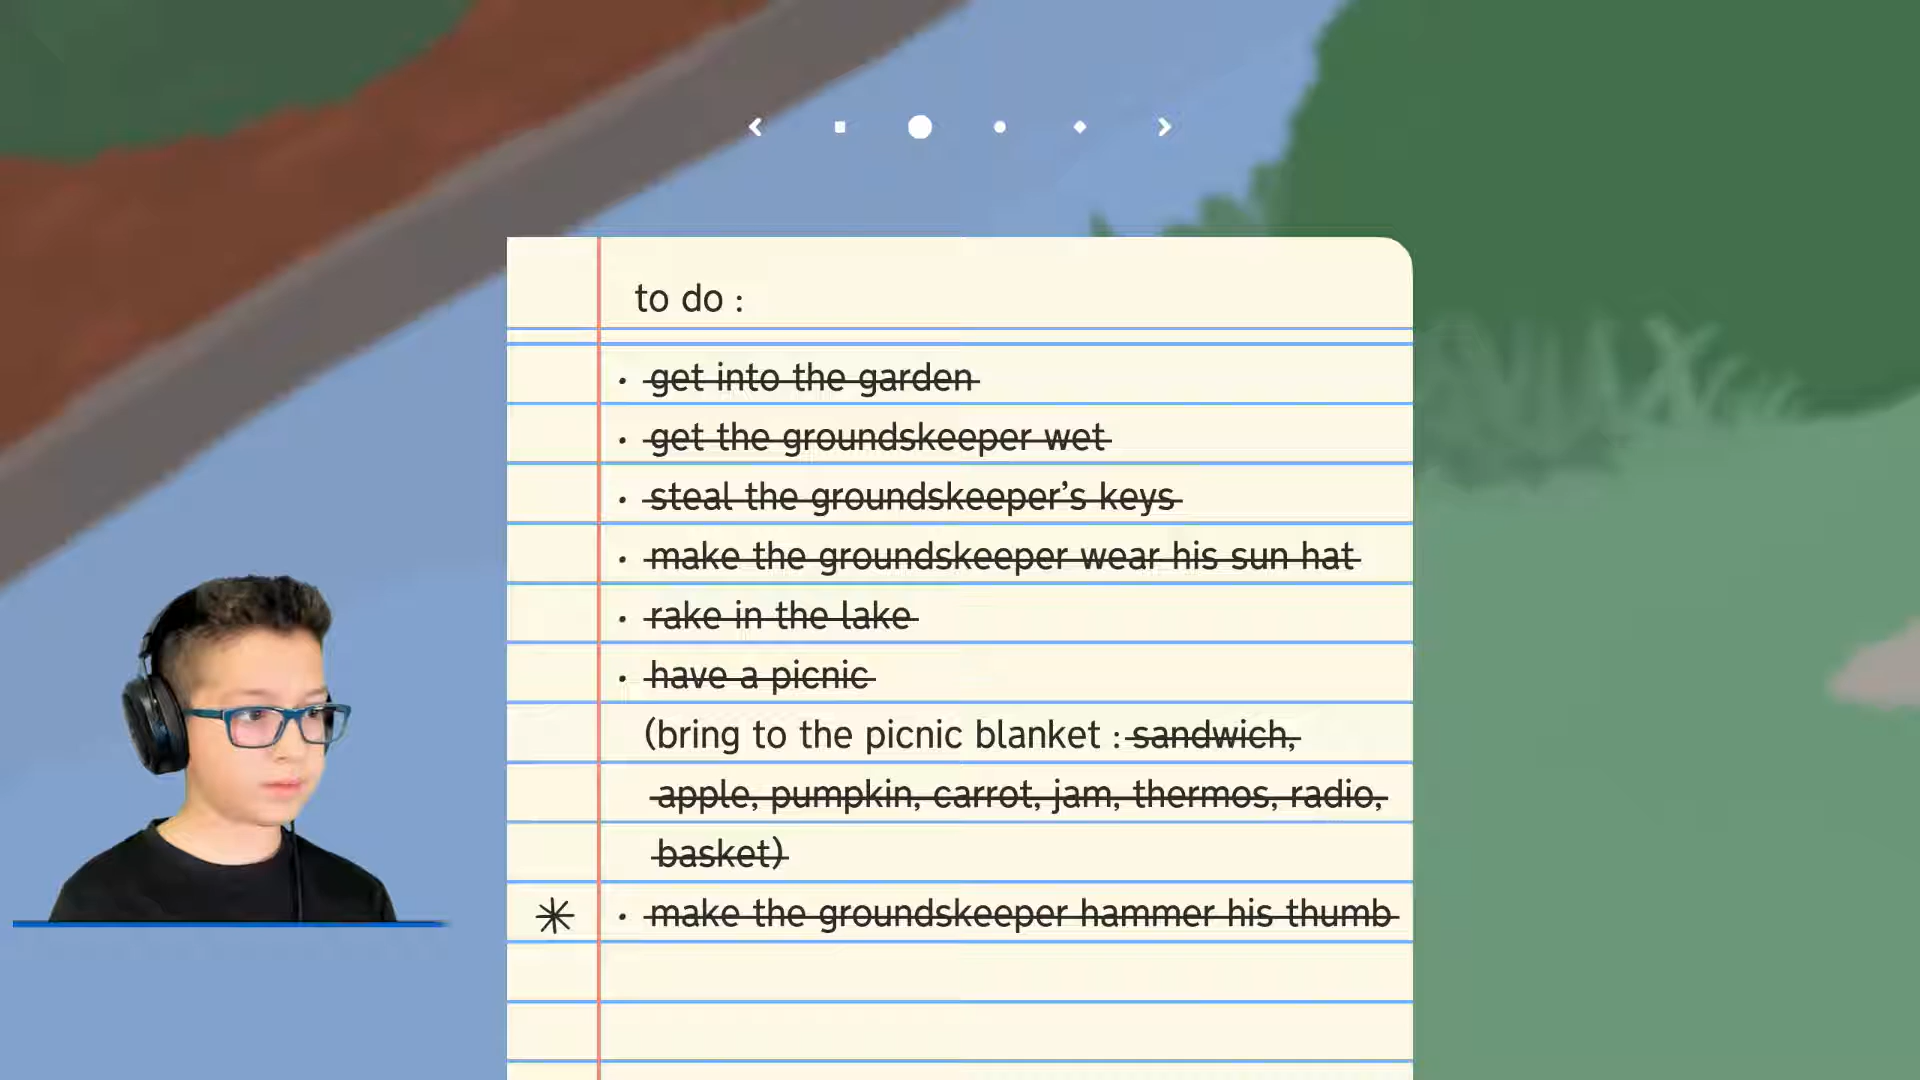 to do :
• get into the garden
• get the groundskeeper wet
• steal the groundskeeper’s keys
• make the groundskeeper wear his sun hat
• rake in the lake
• have a picnic
(bring to the picnic blanket : sandwich,
apple, pumpkin, carrot, jam, thermos, radio,
basket)
• make the groundskeeper hammer his thumb